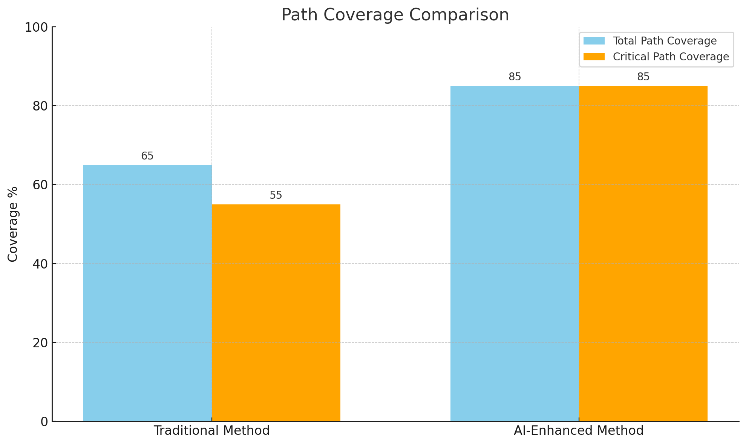 Path Coverage Comparison
Total Path Coverage
Critical Path Coverage
Coverage %
100
80
60
40
20
0
65
55
85
85
Traditional Method
AI-Enhanced Method